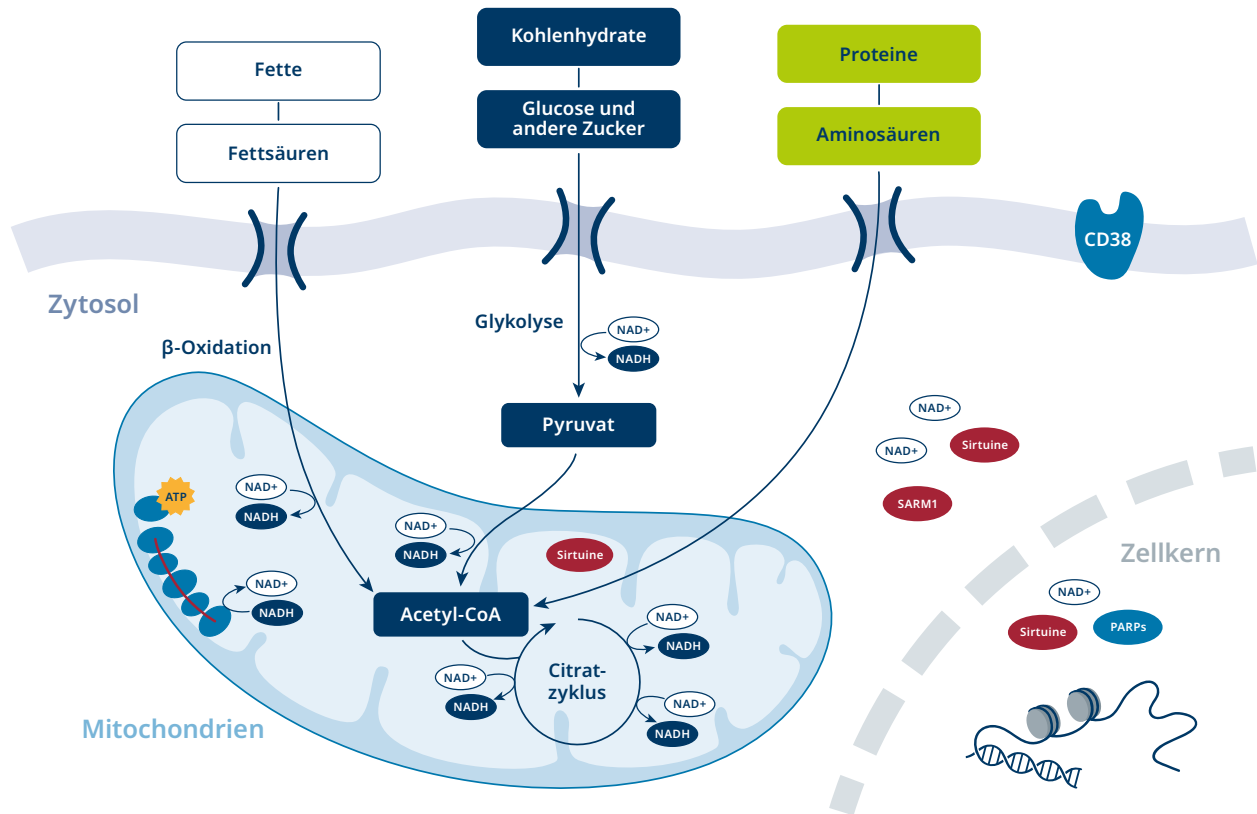 Fette
Fettsäuren
Kohlenhydrate
Glucose und
andere Zucker
Proteine
Aminosäuren
CD38
Zytosol
β-Oxidation
Glykolyse
NAD+
NADH
Pyruvat
NAD+
NAD+
Sirtuine
SARM1
ATP
NAD+
NADH
NAD+
NADH
Sirtuine
NAD+
NADH
Acetyl-CoA
NAD+
NADH
Citrat-
zyklus
NAD+
NADH
NAD+
NADH
Mitochondrien
Zellkern
NAD+
Sirtuine
PARPs